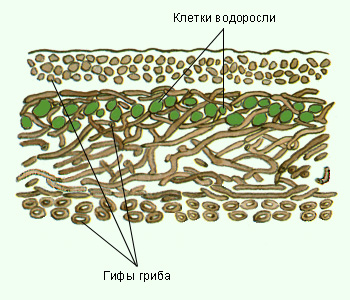 Клетки водоросли
Гифы гриба